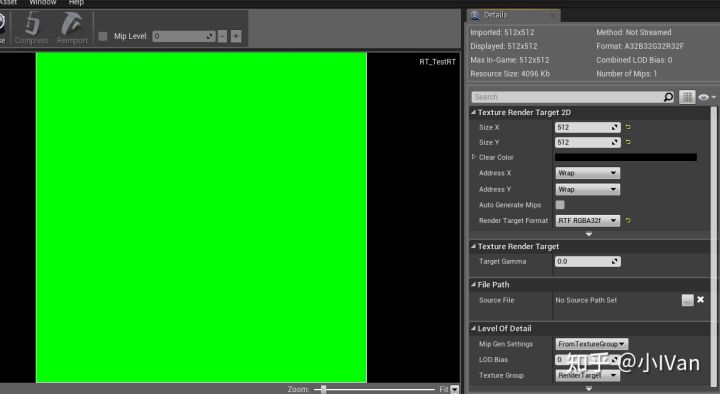 Asset Window Help
Compress Reimport Mip Level: 0 - +
RT_TestRT
Zoom: Fit
Details
Imported: 512x512 Method: Not Streamed
Displayed: 512x512 Format: A32B32G32R32F
Max In-Game: 512x512 Combined LOD Bias: 0
Resource Size: 4096 Kb Number of Mips: 1
Search
Texture Render Target 2D
Size X 512
Size Y 512
Clear Color
Address X Wrap
Address Y Wrap
Auto Generate Mips
Render Target Format RTF RGBA32f
Texture Render Target
Target Gamma 0.0
File Path
Source File No Source Path Set ...
Level Of Detail
Mip Gen Settings FromTextureGroup
LOD Bias 0
Texture Group RenderTarget
知乎 @小IVan